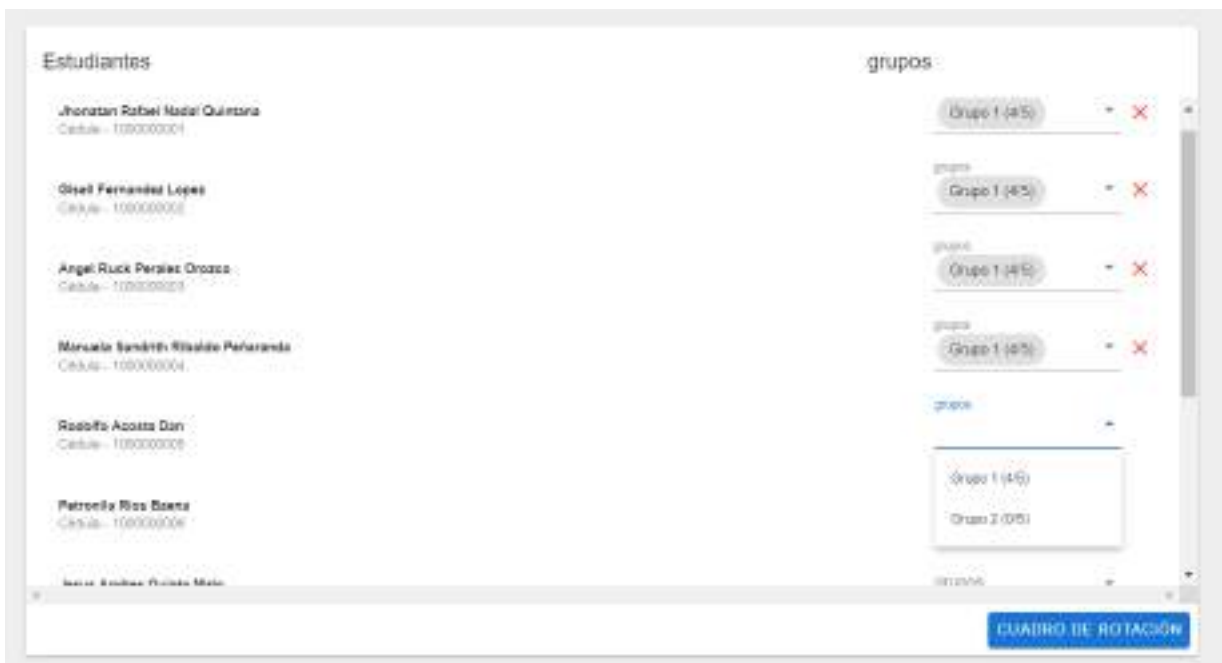 Estudiantes
grupos
Jhonatan Rafael Nadal Quintana
Cédula - 1000000001
Grupo 1 (4/5)
grupos
Gisell Fernandez Lopez
Cédula - 1000000002
Grupo 1 (4/5)
grupos
Angel Ruck Perales Orozco
Cédula - 1000000003
Grupo 1 (4/5)
grupos
Manuela Peñaranda
Cédula - 1000000004
Grupo 1 (4/5)
grupos
Rodolfo Acosta Dan
Cédula - 1000000005
Grupo 1 (4/5)
Grupo 2 (0/5)
Petronila Rios Baena
Cédula - 1000000006
Jesus Andres
grupos
CUADRO DE ROTACIÓN